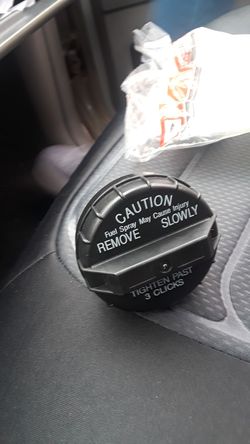 CAUTION
Fuel Spray May Cause Injury
REMOVE SLOWLY
TIGHTEN PAST
3 CLICKS